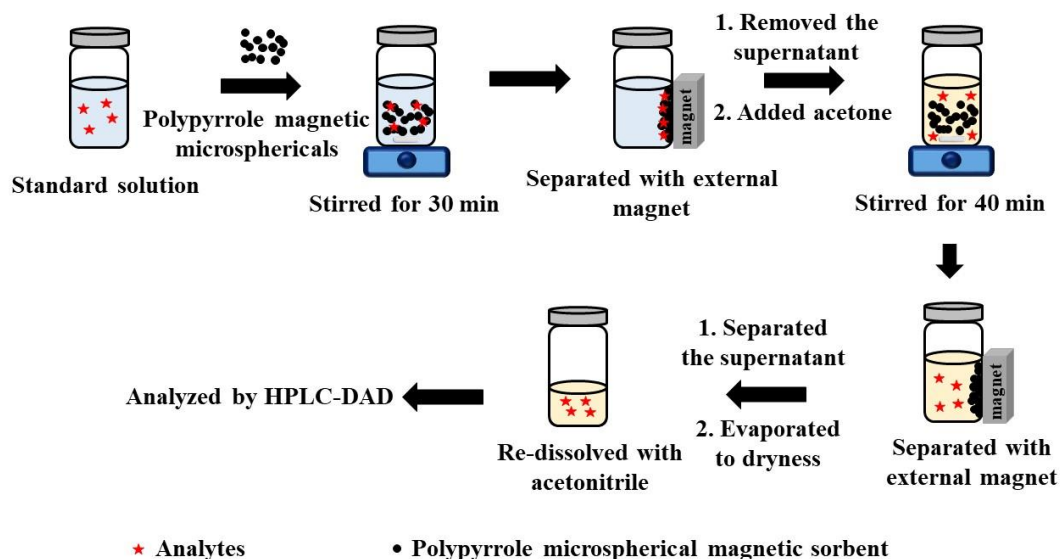 Standard solution
Polypyrrole magnetic
microsphericals
Stirred for 30 min
magnet
Separated with external
magnet
1. Removed the
supernatant
2. Added acetone
Stirred for 40 min
magnet
Separated with
external magnet
1. Separated
the supernatant
2. Evaporated
to dryness
Re-dissolved with
acetonitrile
Analyzed by HPLC-DAD
Analytes
Polypyrrole microspherical magnetic sorbent